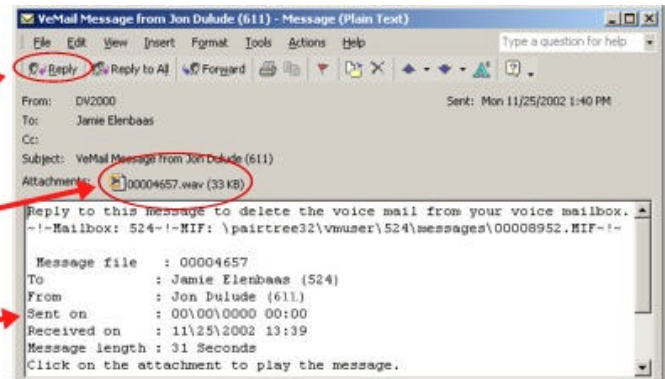 VeMail Message from Jon Dulude (611) - Message (Plain Text)
File Edit View Insert Format Tools Actions Help Type a question for help
Reply Reply to All Forward
From: DV2000 Sent: Mon 11/25/2002 1:40 PM
To: Jamie Elenbaas
Cc:
Subject: VeMail Message from Jon Dulude (611)
Attachments: 00004657.wav (33 KB)
Reply to this message to delete the voice mail from your voice mailbox.
~!~Mailbox: 524~!~MIF: \pairtree32\vmuser\524\messages\00008952.MIF~!~
Message file : 00004657
To : Jamie Elenbaas (524)
From : Jon Dulude (611)
Sent on : 00\00\0000 00:00
Received on : 11\25\2002 13:39
Message length : 31 Seconds
Click on the attachment to play the message.